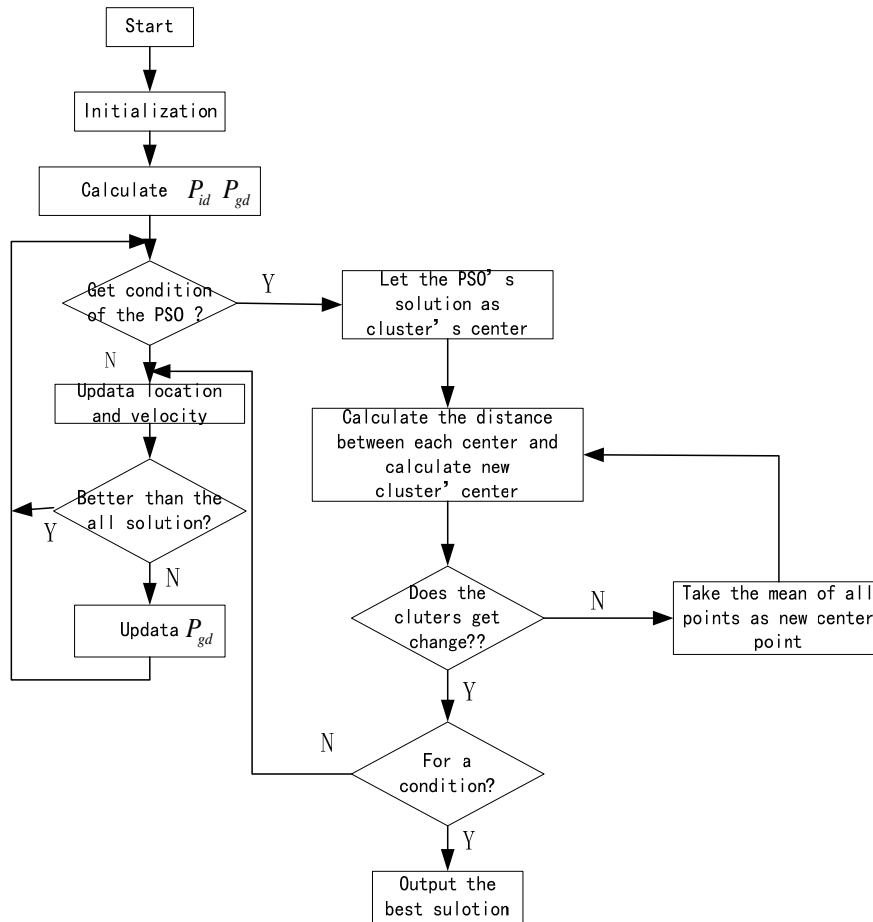 Start
Initialization
Calculate P_id P_gd
Get condition
of the PSO ?
Y
N
Let the PSO's
solution as
cluster's center
Updata location
and velocity
Calculate the distance
between each center and
calculate new
cluster' center
Better than the
all solution?
Y
N
Updata P_gd
Does the
cluters get
change??
N
Take the mean of all
points as new center
point
Y
N
For a
condition?
Y
Output the
best sulotion